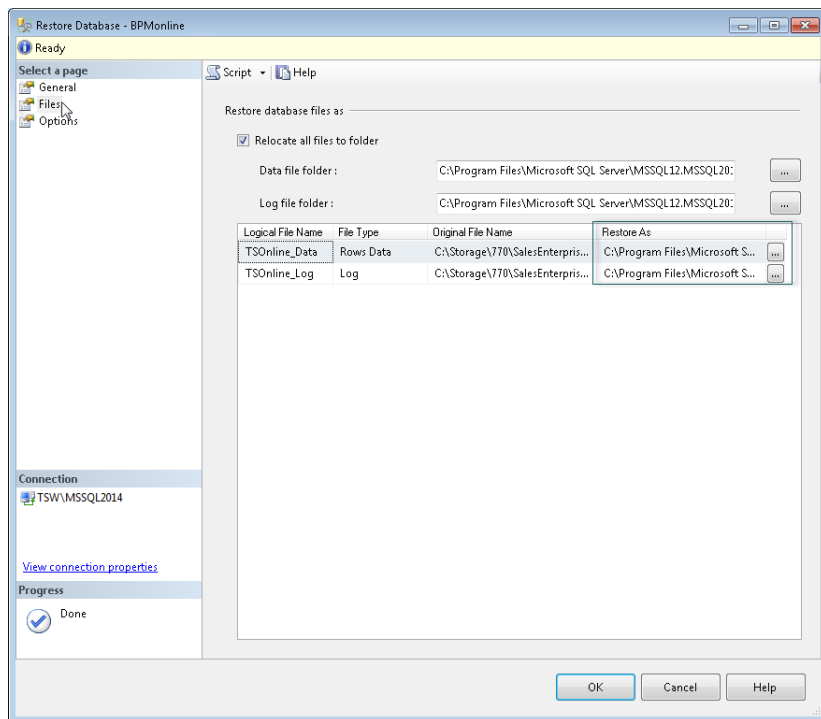 Restore Database - BPMonline
Ready
Select a page
General
Files
Options
Script Help
Restore database files as
Relocate all files to folder
Data file folder : C:\Program Files\Microsoft SQL Server\MSSQL12.MSSQL20: ...
Log file folder : C:\Program Files\Microsoft SQL Server\MSSQL12.MSSQL20: ...
Logical File Name File Type Original File Name Restore As
TSOnline_Data Rows Data C:\Storage\770\SalesEnterpris... C:\Program Files\Microsoft S... ...
TSOnline_Log Log C:\Storage\770\SalesEnterpris... C:\Program Files\Microsoft S... ...
Connection
TSW\MSSQL2014
View connection properties
Progress
Done
OK Cancel Help